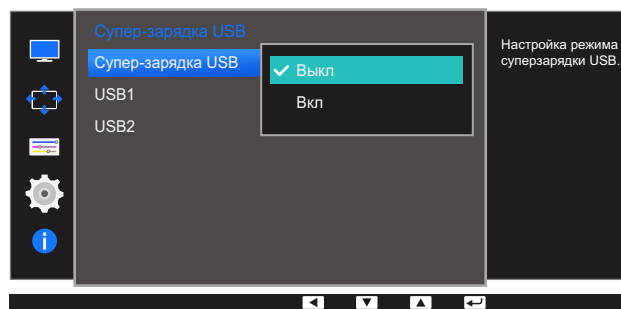 Супер-зарядка USB
Супер-зарядка USB
USB1
USB2
Выкл
Вкл
Настройка режима
суперзарядки USB.